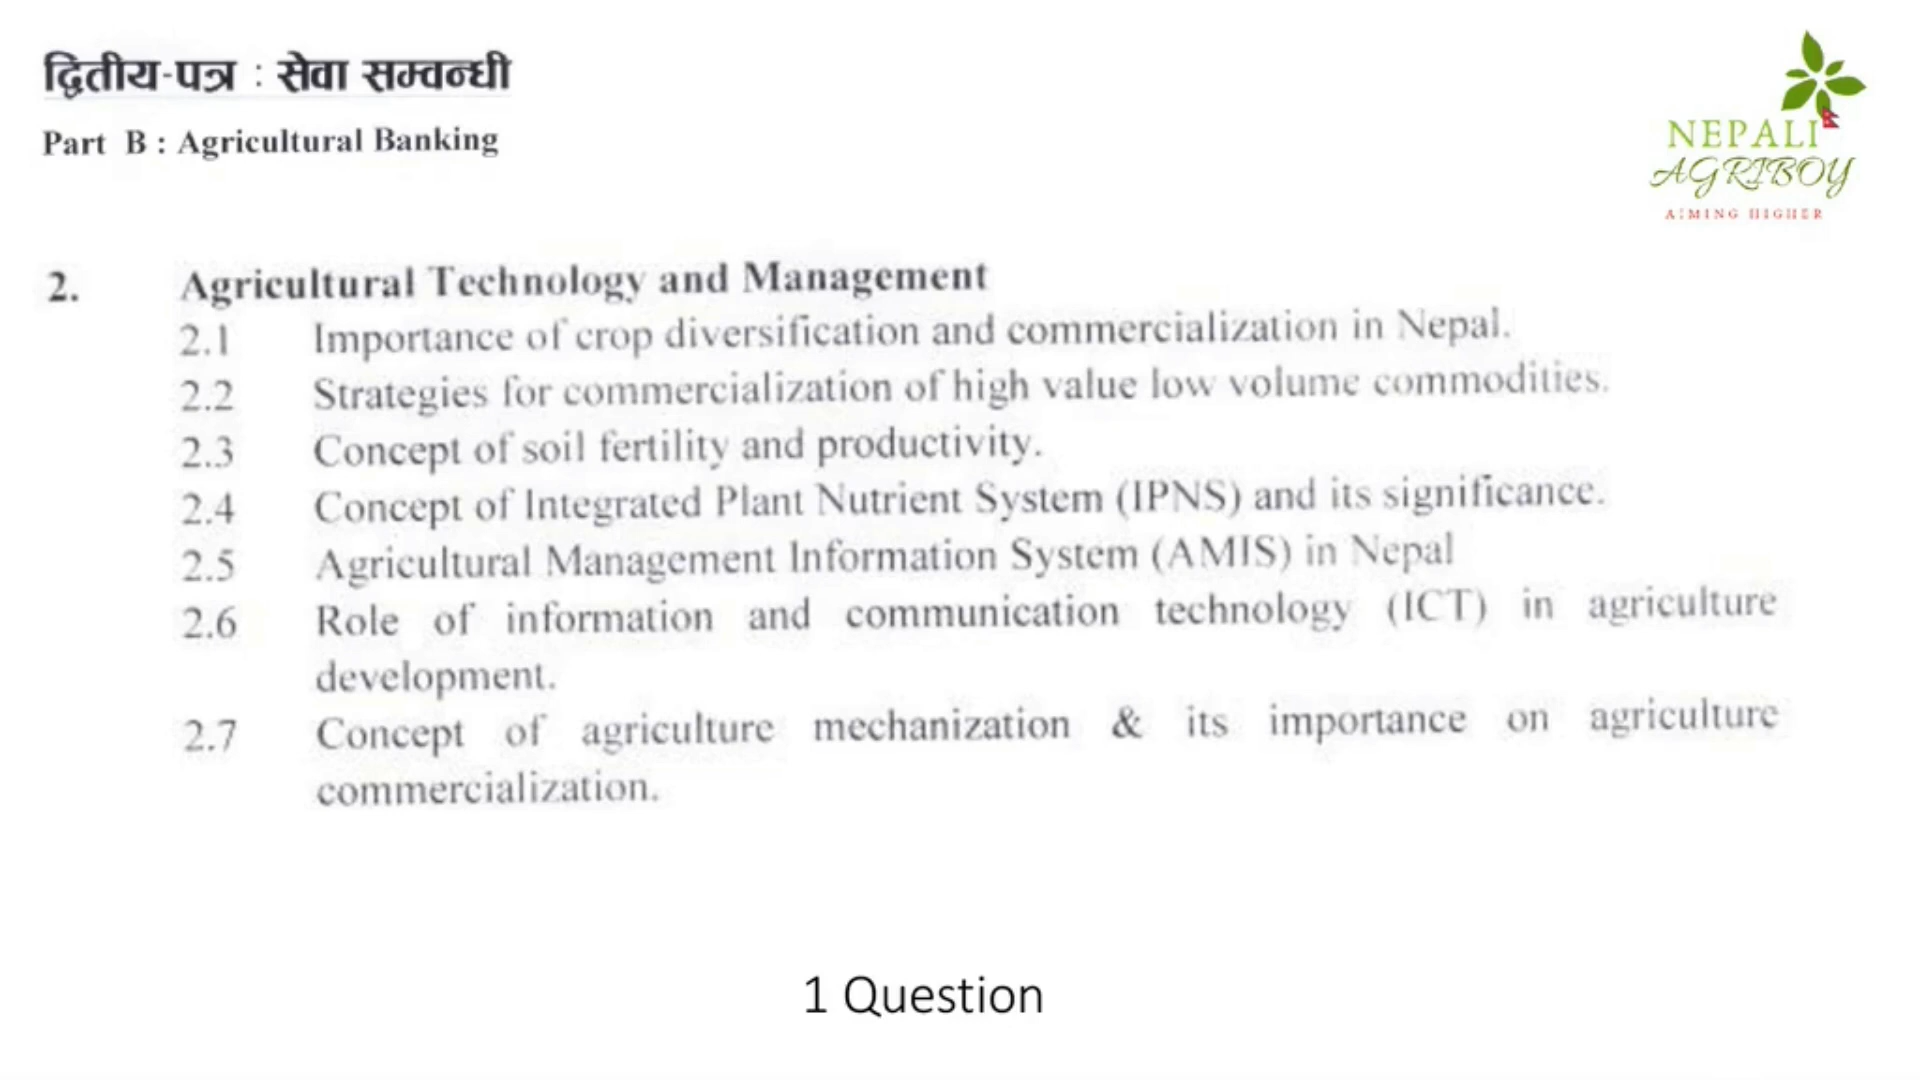 द्वितीय-पत्र : सेवा सम्वन्धी
Part B : Agricultural Banking
NEPALI
AGRIBOY
AIMING HIGHER
2. Agricultural Technology and Management
2.1 Importance of crop diversification and commercialization in Nepal.
2.2 Strategies for commercialization of high value low volume commodities.
2.3 Concept of soil fertility and productivity.
2.4 Concept of Integrated Plant Nutrient System (IPNS) and its significance.
2.5 Agricultural Management Information System (AMIS) in Nepal
2.6 Role of information and communication technology (ICT) in agriculture
development.
2.7 Concept of agriculture mechanization & its importance on agriculture
commercialization.
1 Question